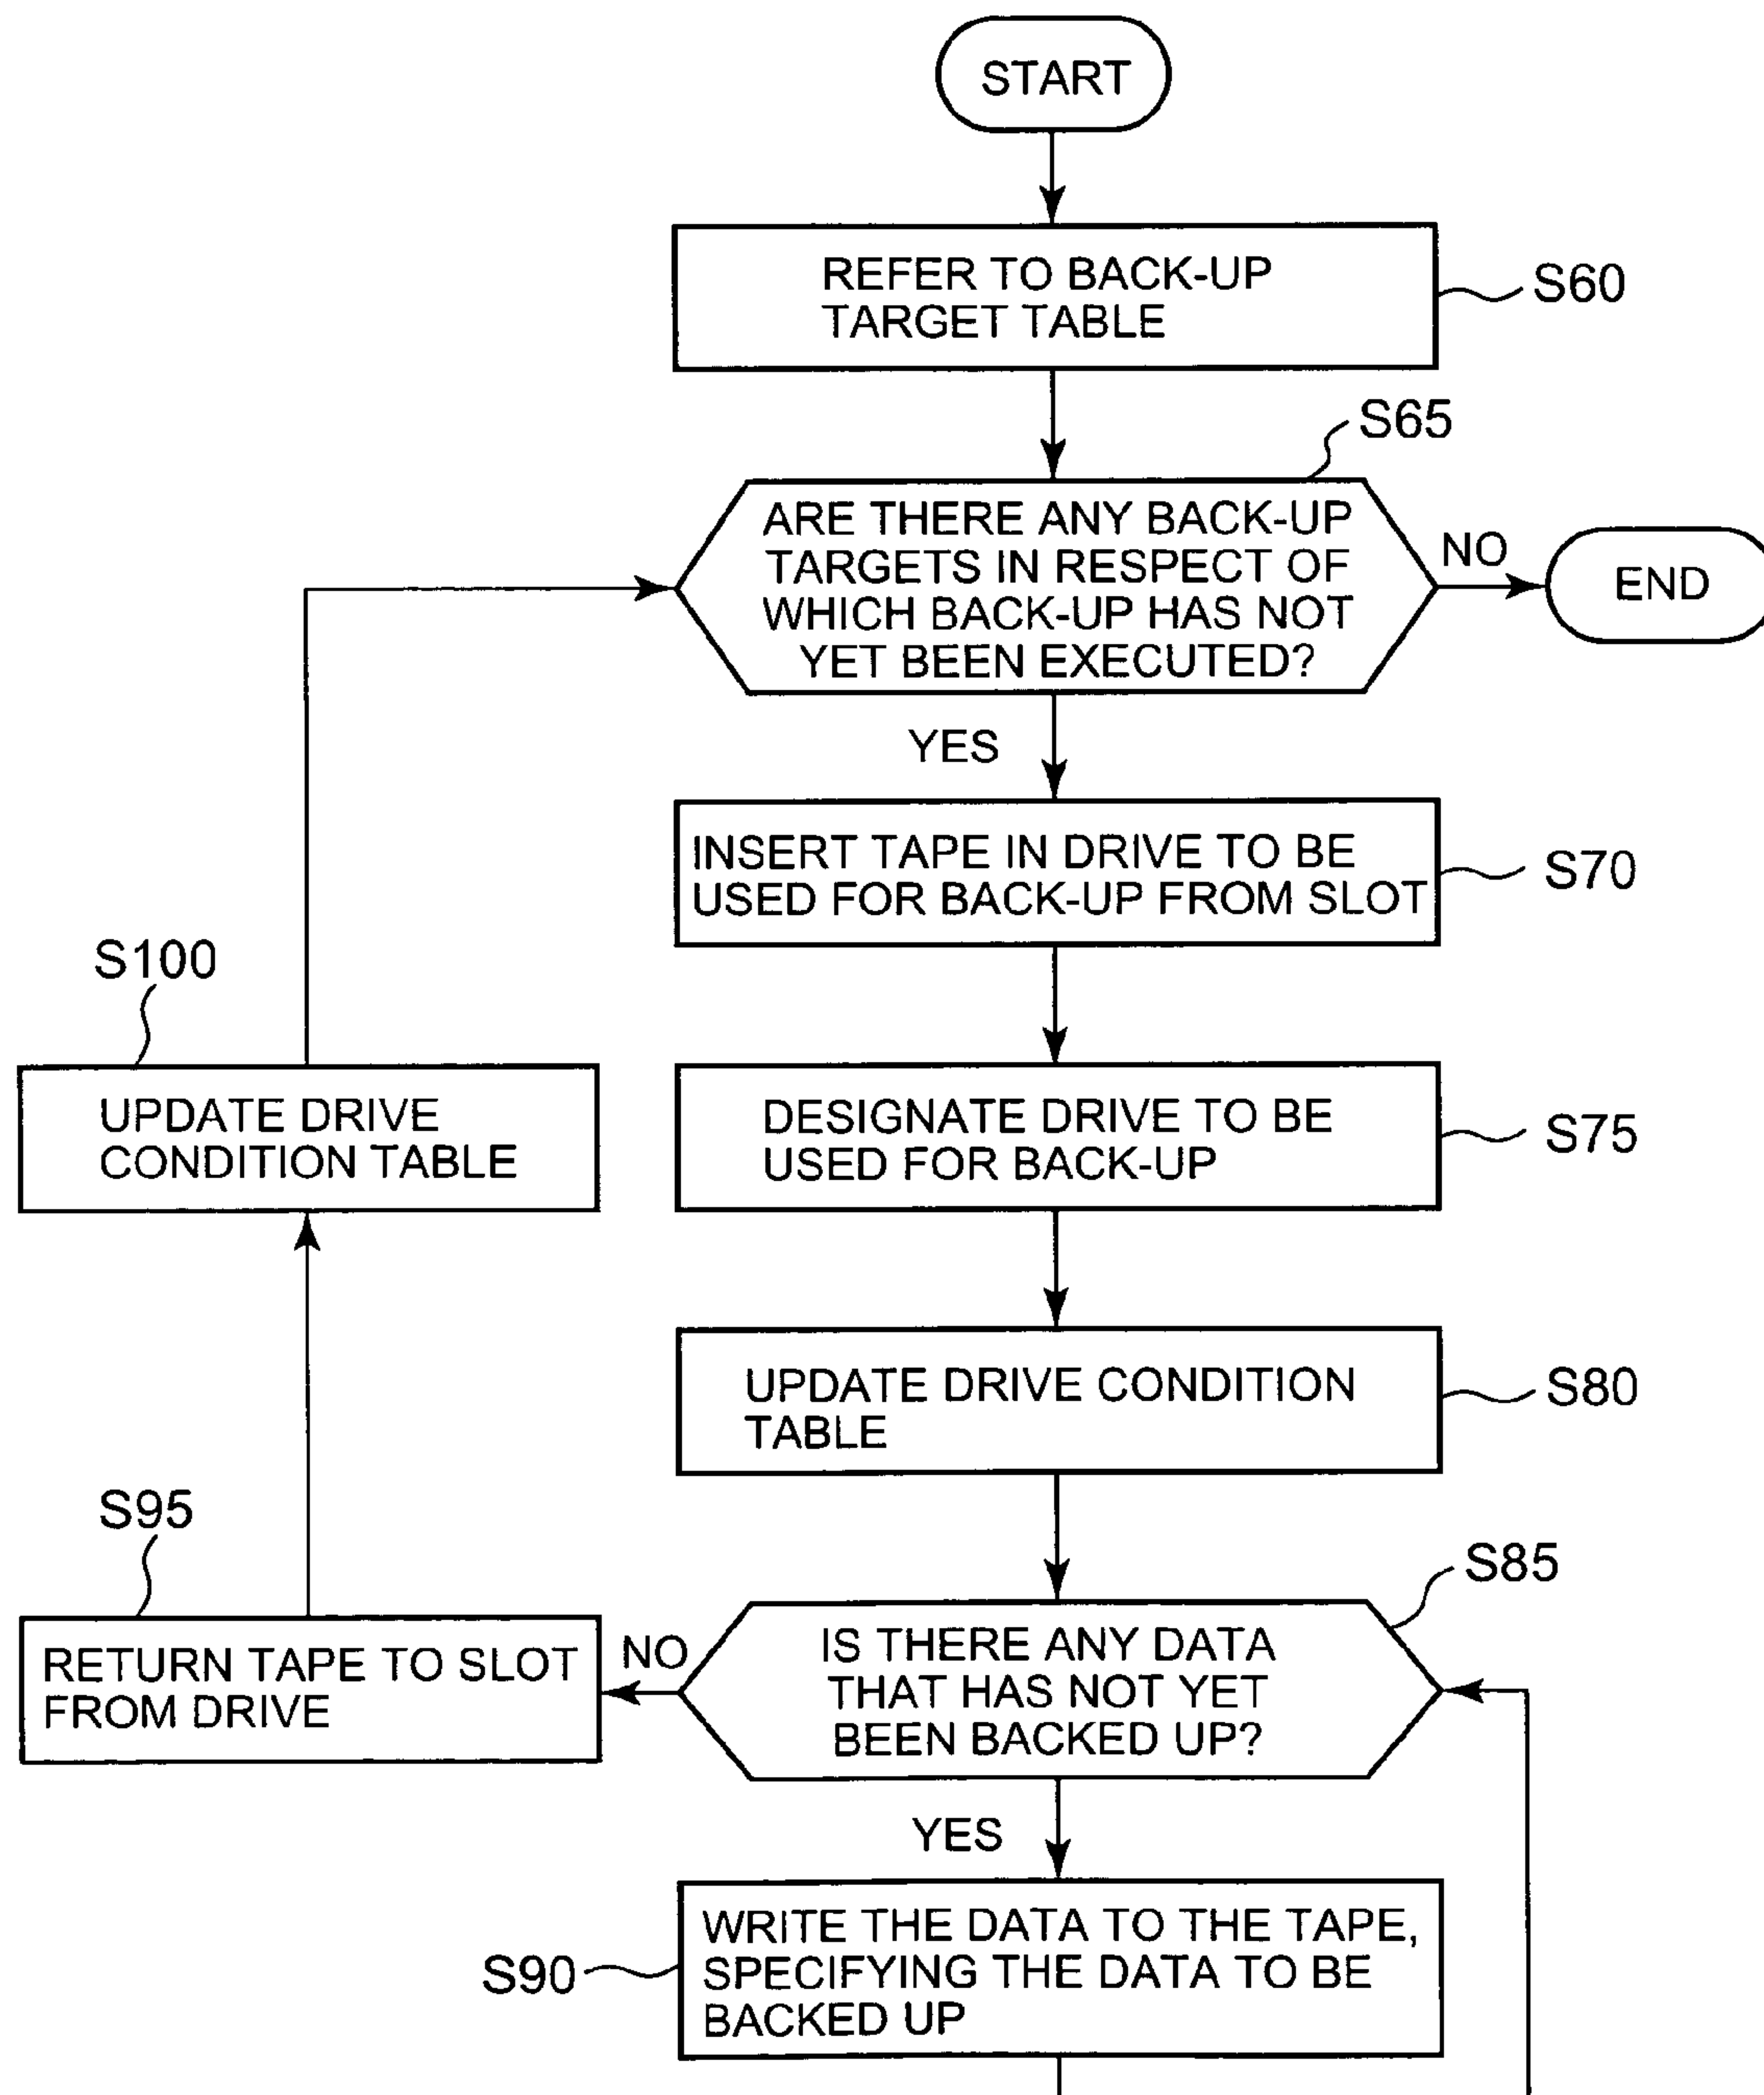 START
REFER TO BACK-UP
TARGET TABLE
S60
S65
ARE THERE ANY BACK-UP
TARGETS IN RESPECT OF
WHICH BACK-UP HAS NOT
YET BEEN EXECUTED?
NO
END
YES
INSERT TAPE IN DRIVE TO BE
USED FOR BACK-UP FROM SLOT
S70
S100
UPDATE DRIVE
CONDITION TABLE
DESIGNATE DRIVE TO BE
USED FOR BACK-UP
S75
UPDATE DRIVE CONDITION
TABLE
S80
S95
S85
RETURN TAPE TO SLOT
FROM DRIVE
NO
IS THERE ANY DATA
THAT HAS NOT YET
BEEN BACKED UP?
YES
S90
WRITE THE DATA TO THE TAPE,
SPECIFYING THE DATA TO BE
BACKED UP